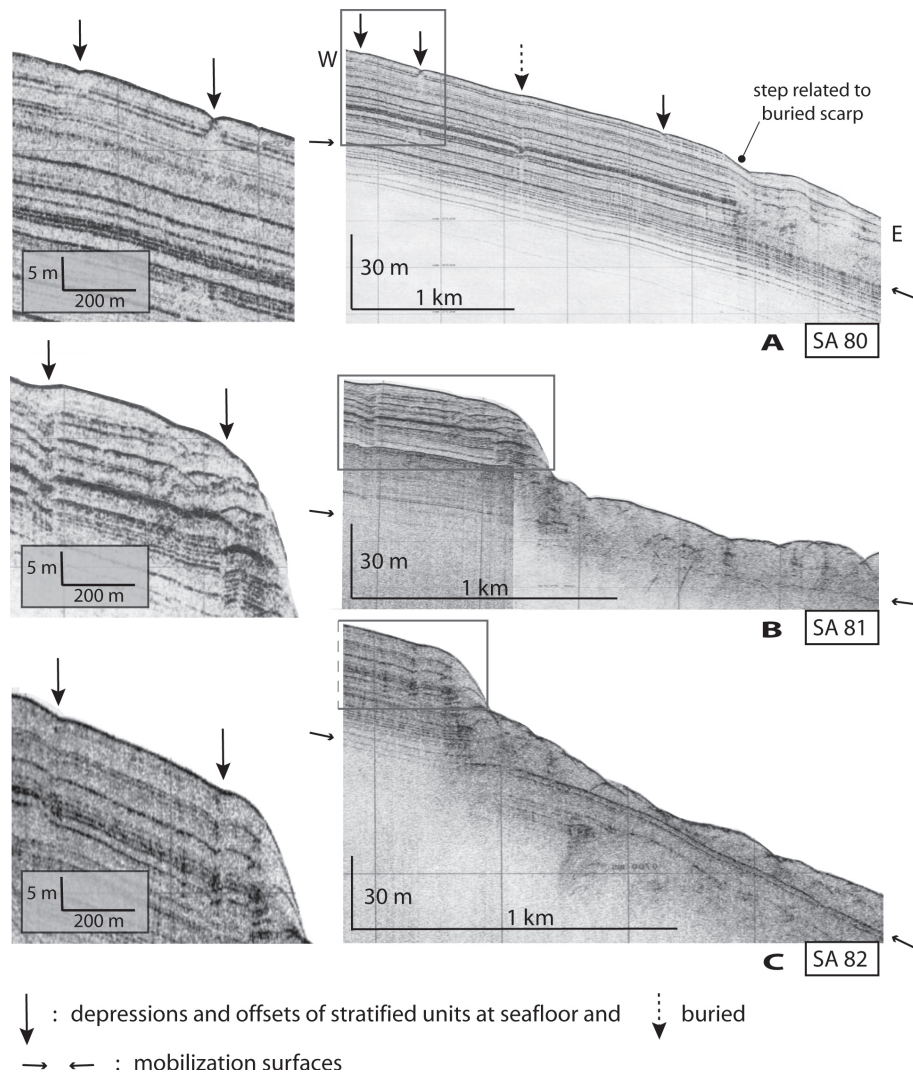 W
step related to
buried scarp
E
5 m
200 m
30 m
1 km
A
SA 80
5 m
200 m
30 m
1 km
B
SA 81
5 m
200 m
30 m
1 km
C
SA 82
: depressions and offsets of stratified units at seafloor and
buried
: mobilization surfaces